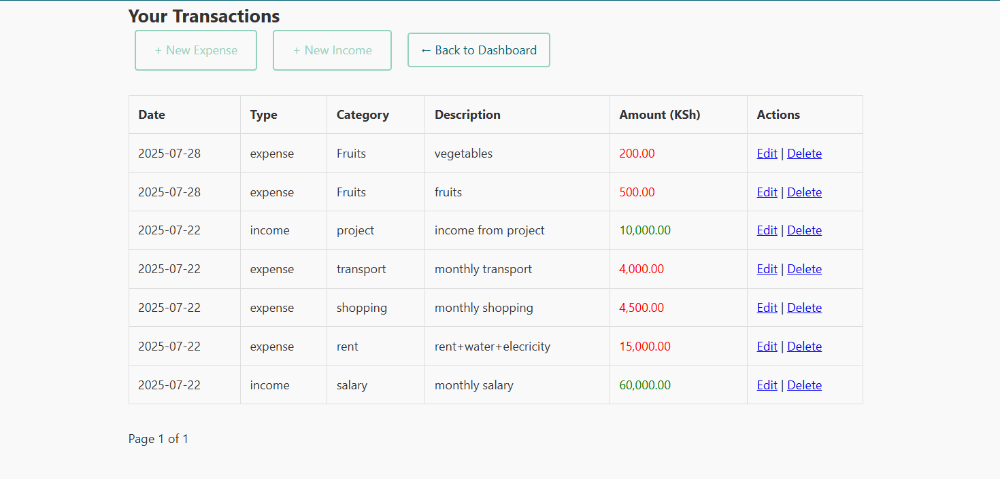 Your Transactions
+ New Expense + New Income ← Back to Dashboard
Date Type Category Description Amount (KSh) Actions
2025-07-28 expense Fruits vegetables 200.00 Edit | Delete
2025-07-28 expense Fruits fruits 500.00 Edit | Delete
2025-07-22 income project income from project 10,000.00 Edit | Delete
2025-07-22 expense transport monthly transport 4,000.00 Edit | Delete
2025-07-22 expense shopping monthly shopping 4,500.00 Edit | Delete
2025-07-22 expense rent rent+water+elecricity 15,000.00 Edit | Delete
2025-07-22 income salary monthly salary 60,000.00 Edit | Delete
Page 1 of 1